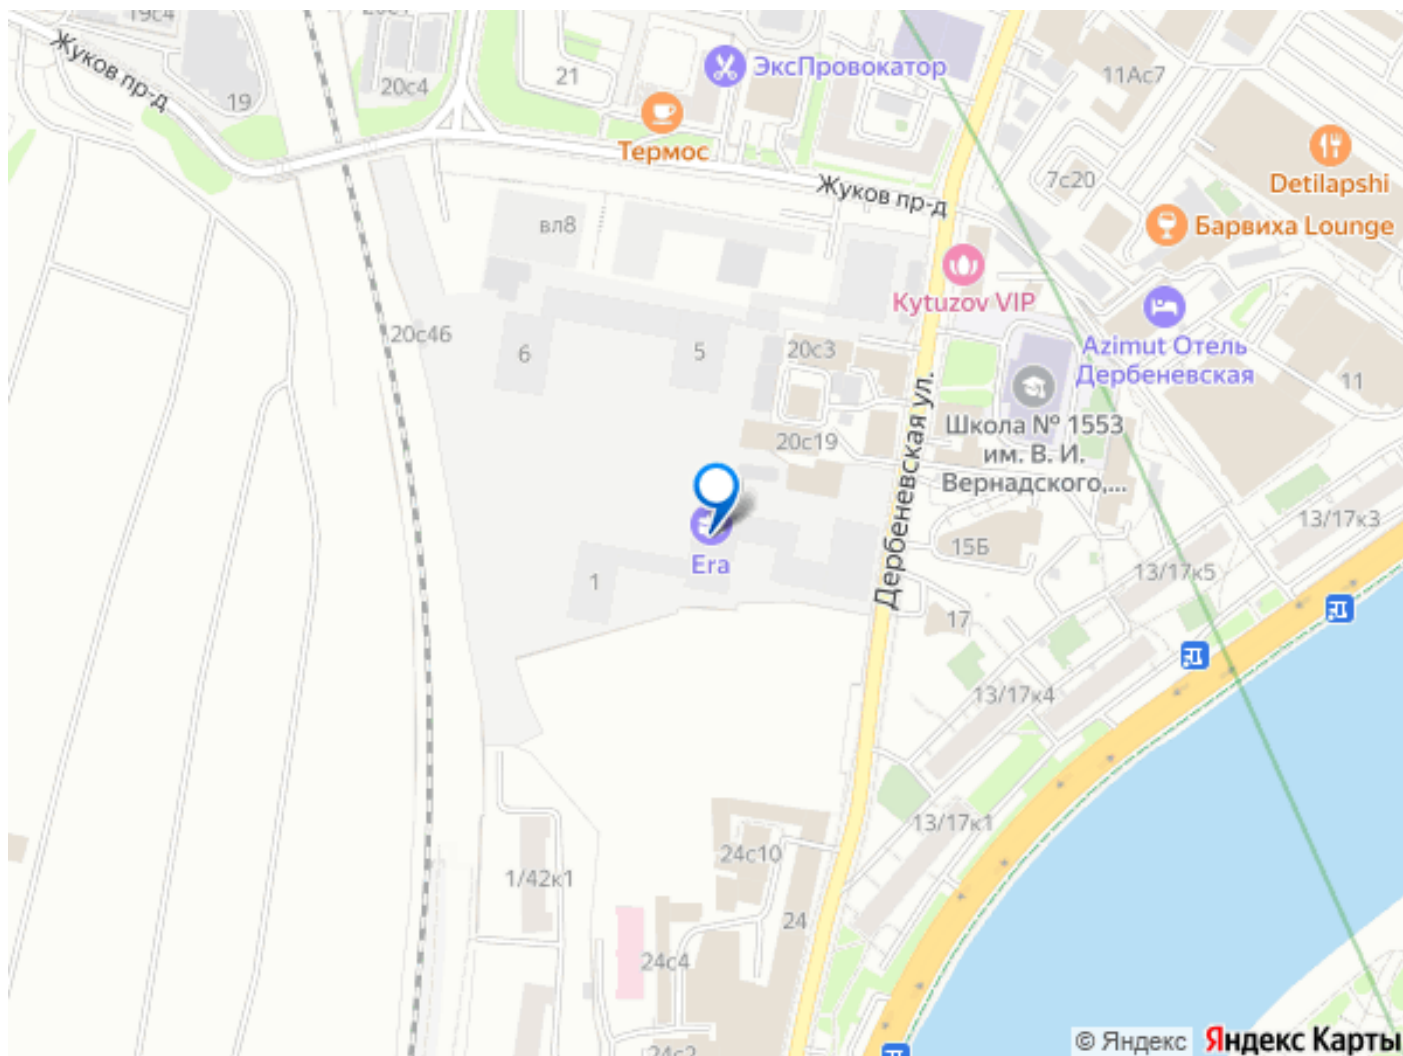 19с4
20с4
21
ЭксПровокатор
11Ас7
Жуков пр-д
19
Термос
Detilapshi
7с20
Жуков пр-д
вл8
Барвиха Lounge
Kytuzov VIP
20с46
6
5
20с3
Azimut Отель
Дербеневская
11
Дербеневская ул.
20с19
Школа № 1553
им. В. И.
Вернадского,...
13/17к3
15Б
Era
1
13/17к5
17
13/17к4
13/17к1
24с10
1/42к1
24
24с4
24с2
© Яндекс
Яндекс Карты